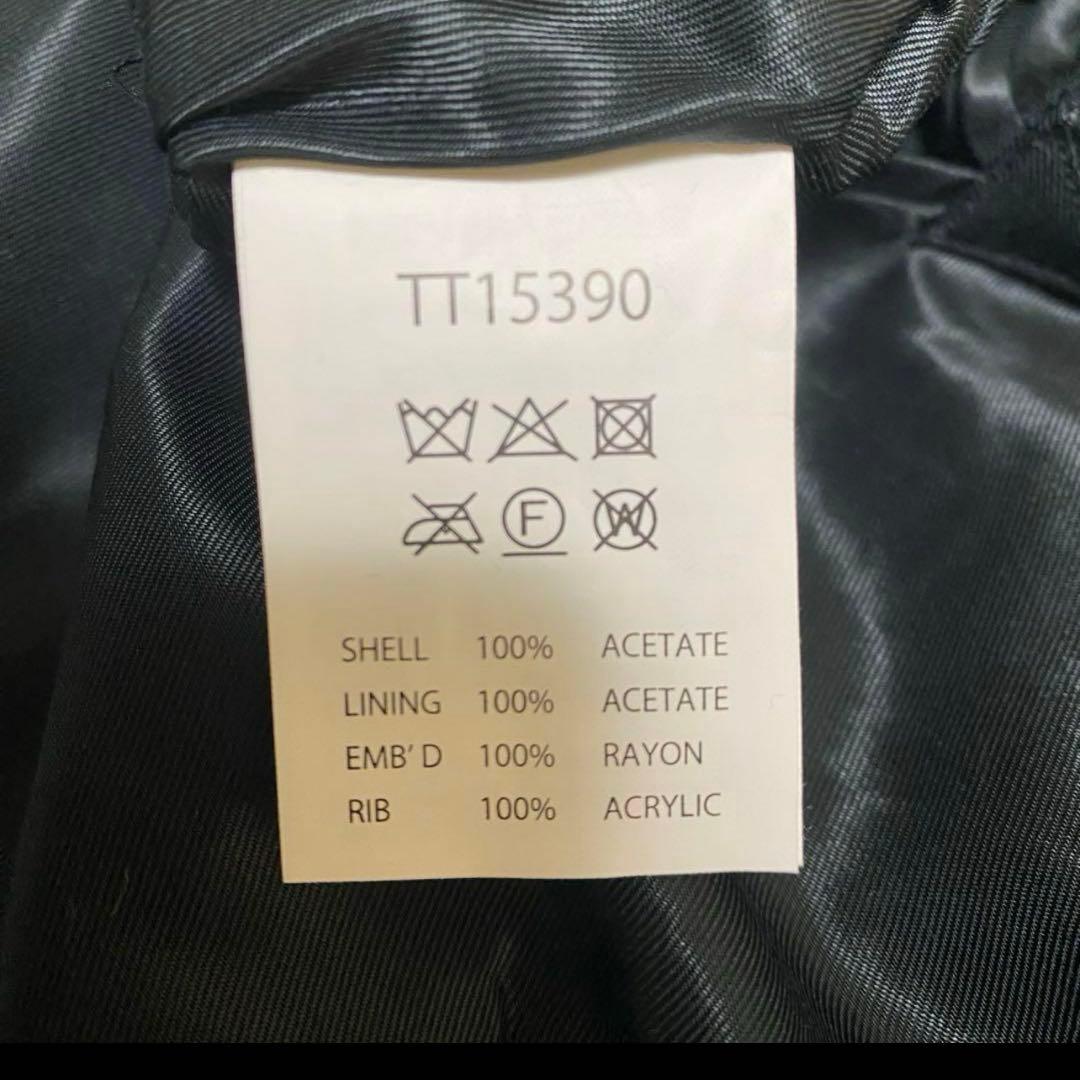 TT15390
F W
SHELL 100% ACETATE
LINING 100% ACETATE
EMB' D 100% RAYON
RIB 100% ACRYLIC